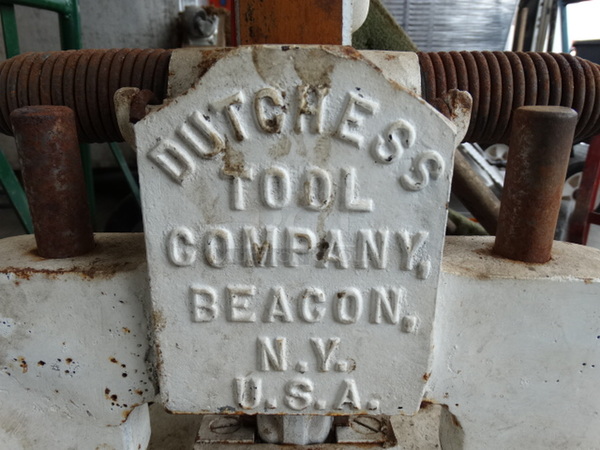 DUTCHESS
TOOL
COMPANY,
BEACON,
N.Y.
U.S.A.